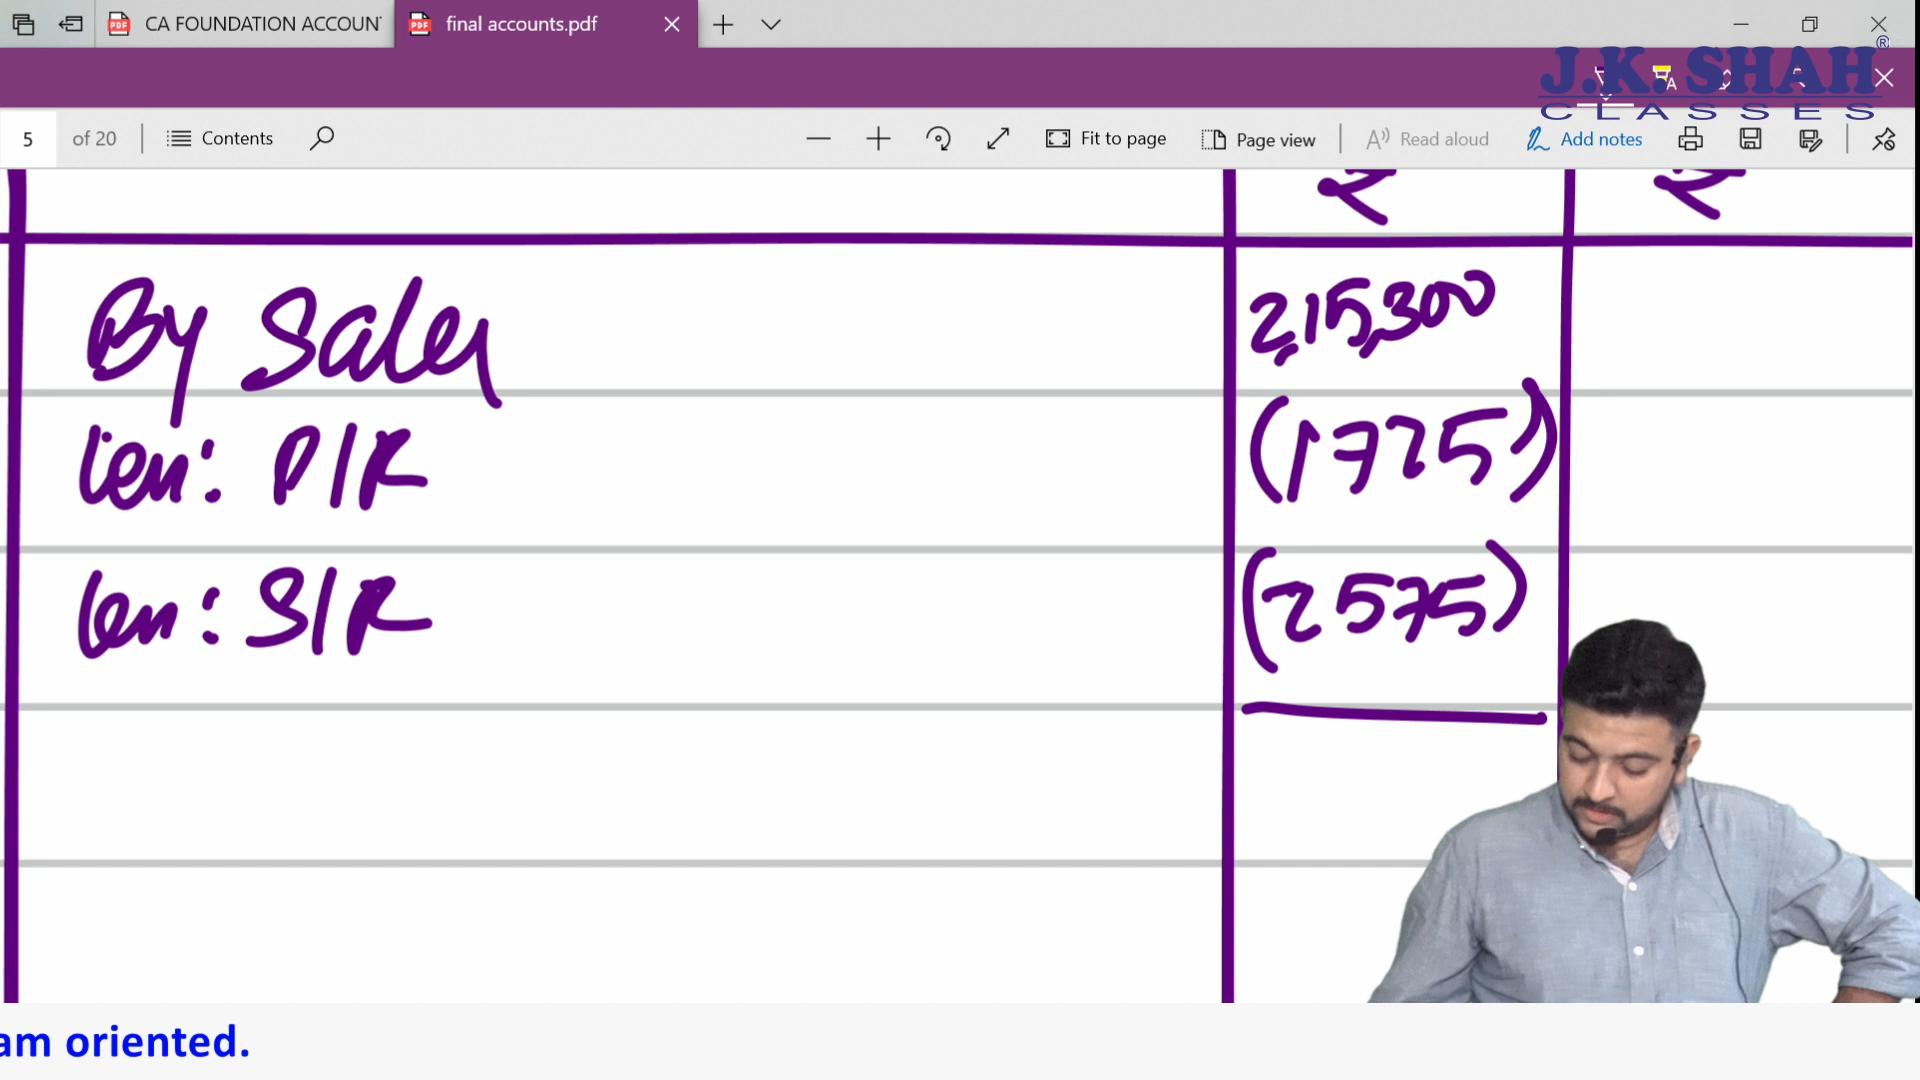 CA FOUNDATION ACCOUN
final accounts.pdf
J.K. SHAH ®
CLASSES
5 of 20 Contents Fit to page Page view Read aloud Add notes
₹ ₹
By Sales 2,15,300
Less: D/R (1725)
Less: S/R (2575)
am oriented.